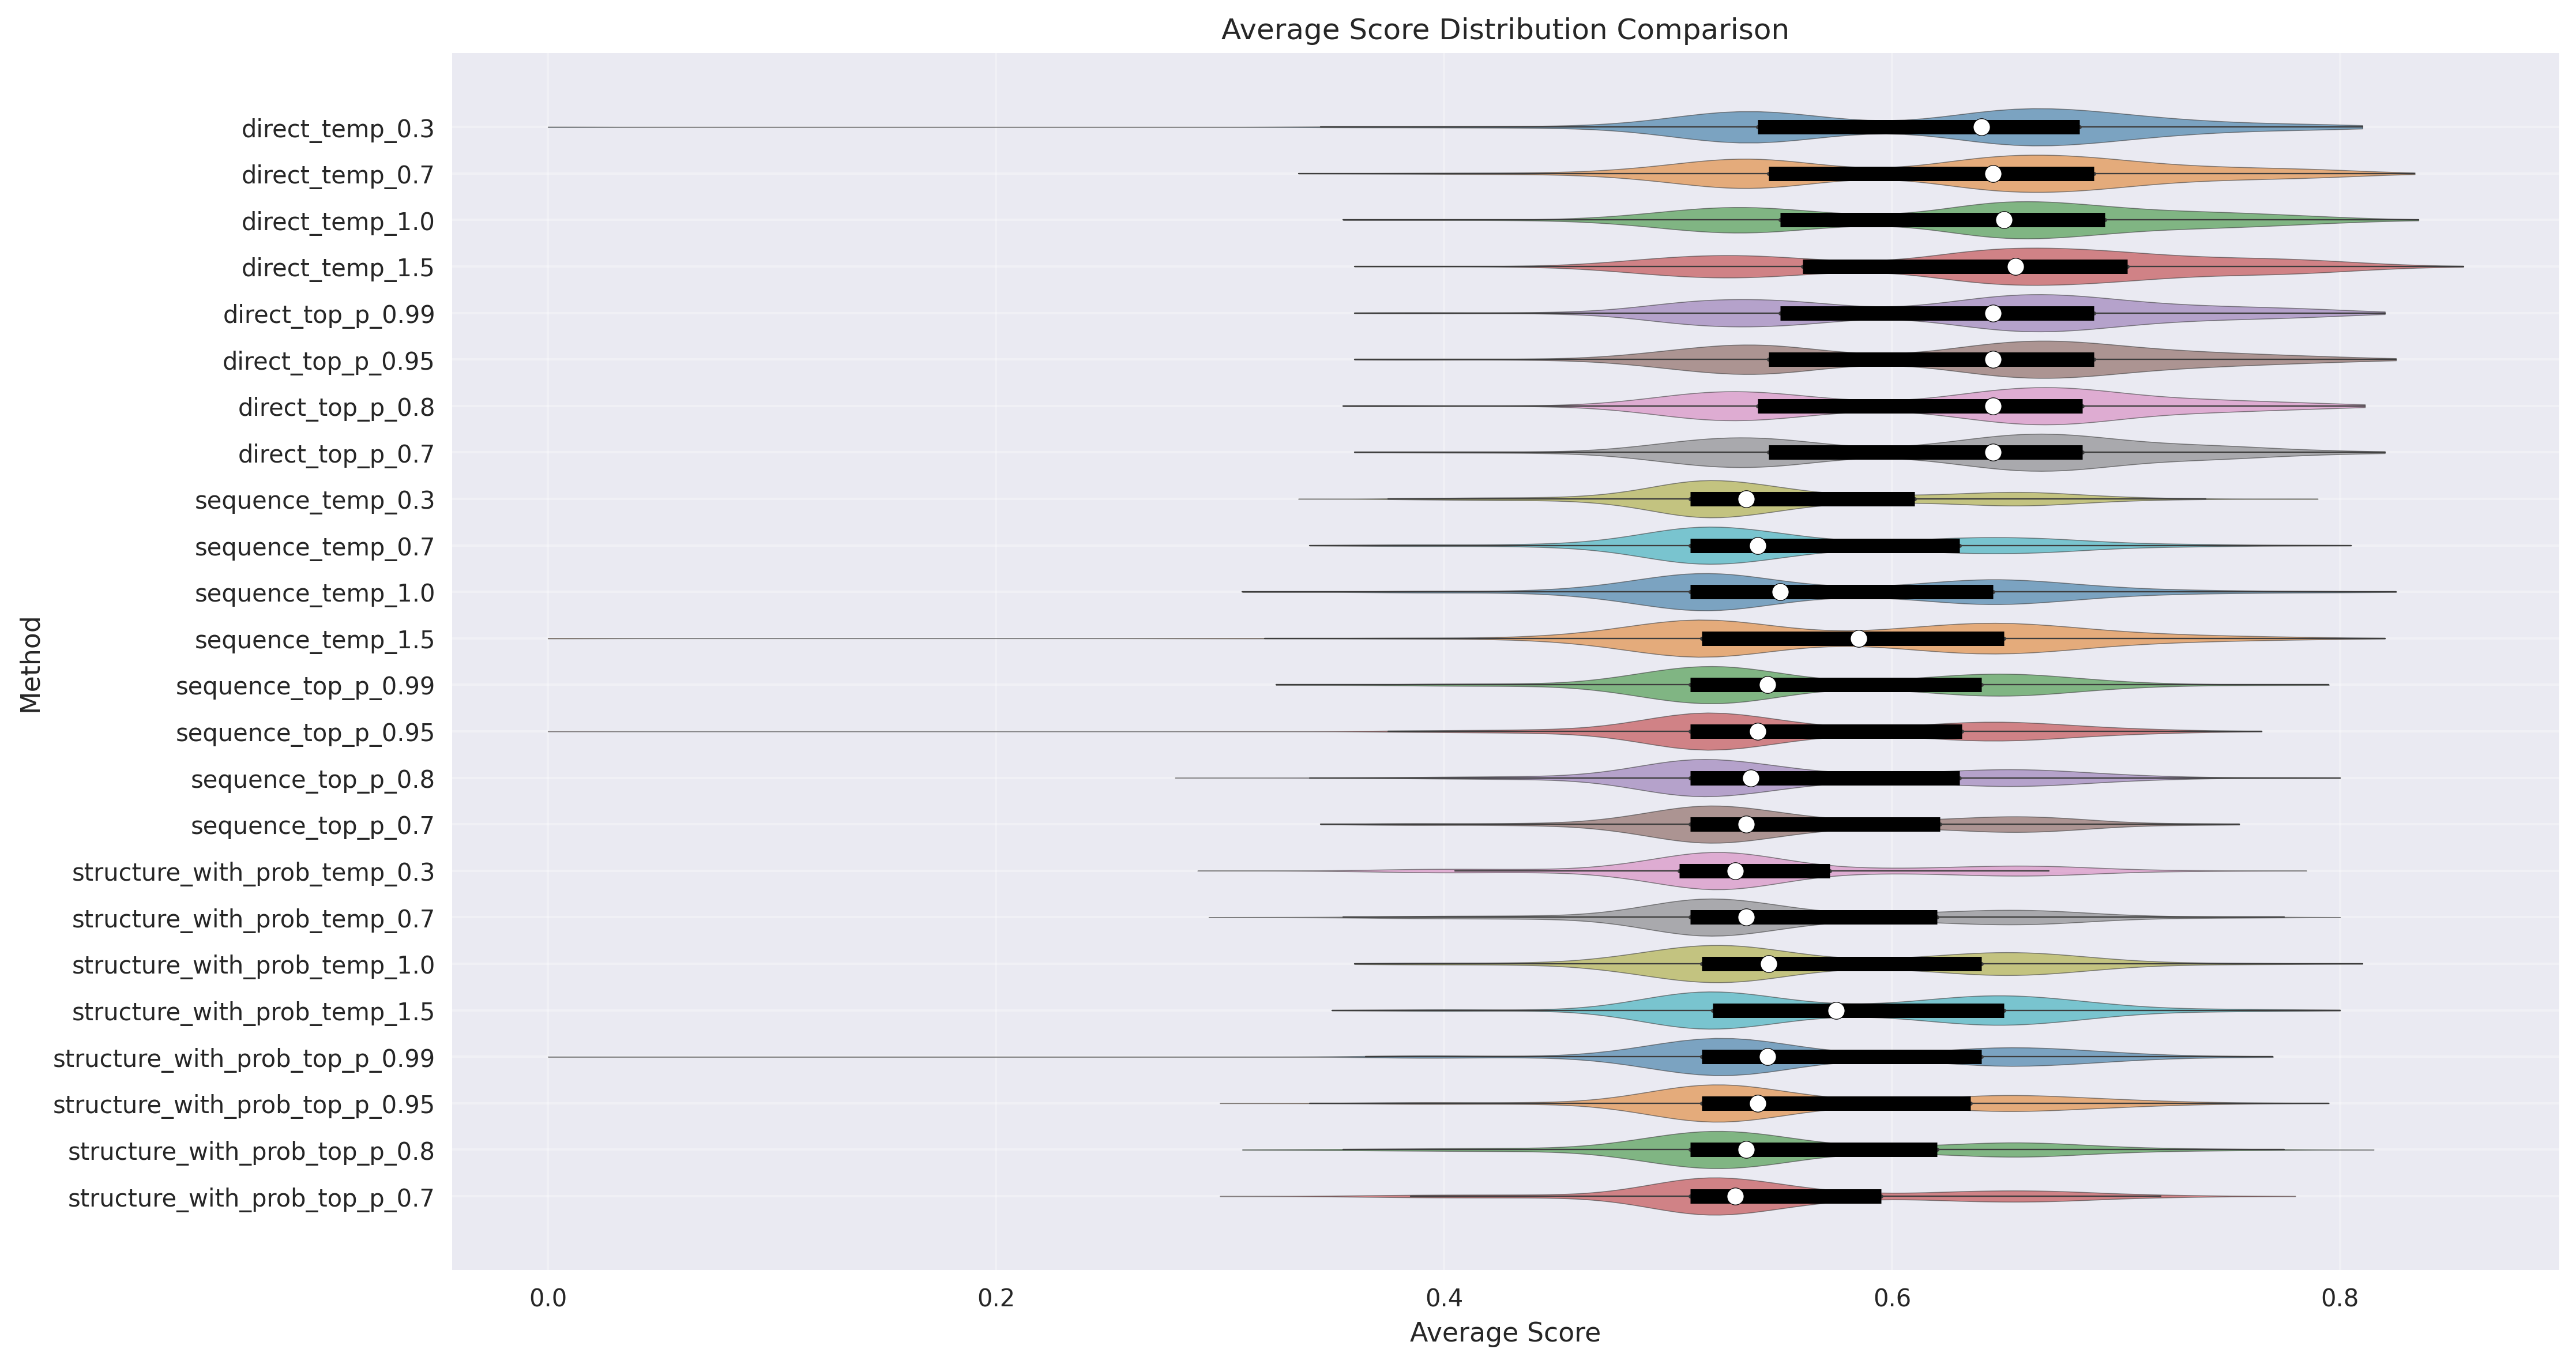 Average Score Distribution Comparison
direct_temp_0.3
direct_temp_0.7
direct_temp_1.0
direct_temp_1.5
direct_top_p_0.99
direct_top_p_0.95
direct_top_p_0.8
direct_top_p_0.7
sequence_temp_0.3
sequence_temp_0.7
sequence_temp_1.0
sequence_temp_1.5
sequence_top_p_0.99
sequence_top_p_0.95
sequence_top_p_0.8
sequence_top_p_0.7
structure_with_prob_temp_0.3
structure_with_prob_temp_0.7
structure_with_prob_temp_1.0
structure_with_prob_temp_1.5
structure_with_prob_top_p_0.99
structure_with_prob_top_p_0.95
structure_with_prob_top_p_0.8
structure_with_prob_top_p_0.7
Method
0.0 0.2 0.4 0.6 0.8
Average Score